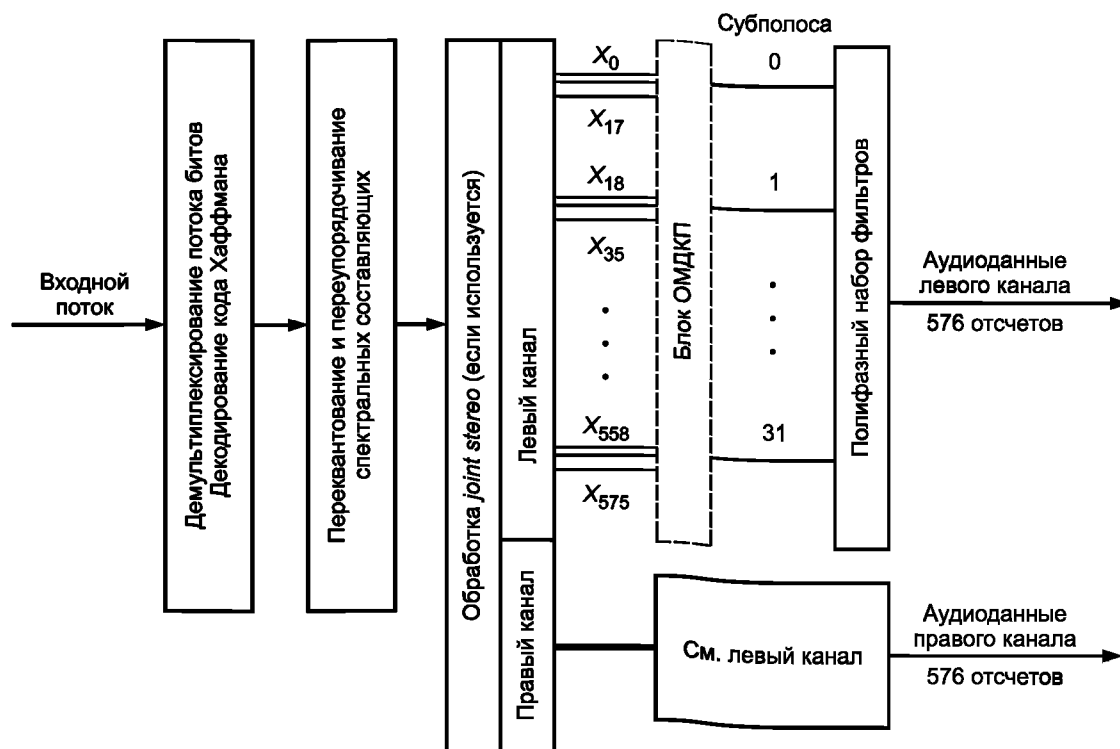 Входной
поток
Демультиплексирование потока битов
Декодирование кода Хаффмана
Переквантование и переупорядочивание
спектральных составляющих
Обработка joint stereo (если используется)
Левый канал
Правый канал
X0
X17
X18
X35
X558
X575
Блок ОМДКП
Субполоса
0
1
31
Полифазный набор фильтров
Аудиоданные
левого канала
576 отсчетов
См. левый канал
Аудиоданные
правого канала
576 отсчетов